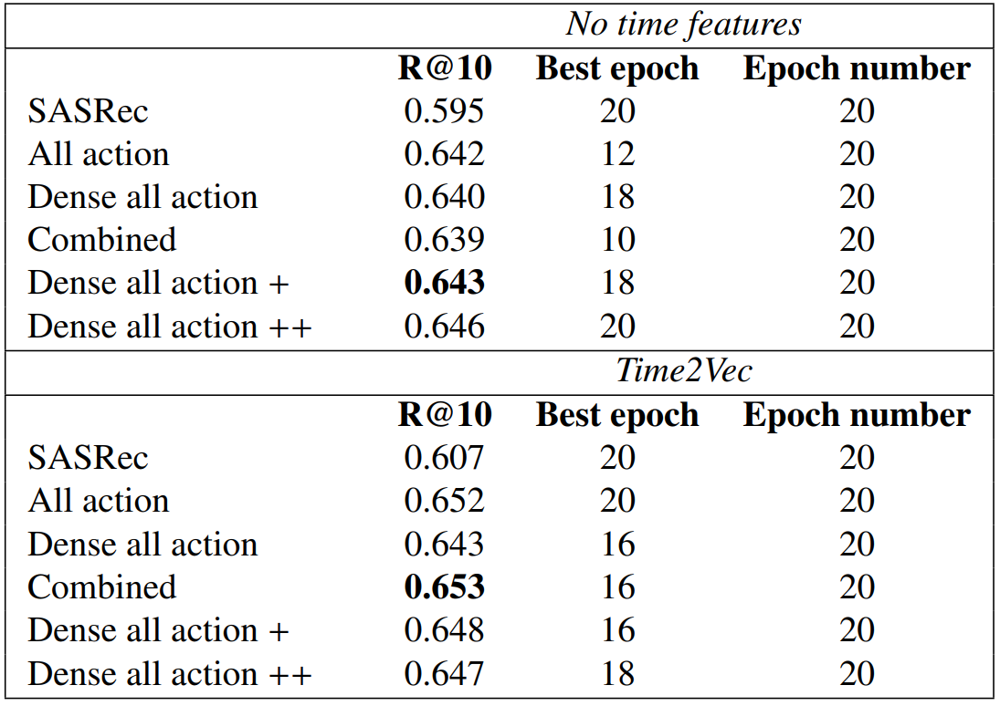 No time features
R@10 Best epoch Epoch number
SASRec 0.595 20 20
All action 0.642 12 20
Dense all action 0.640 18 20
Combined 0.639 10 20
Dense all action + 0.643 18 20
Dense all action ++ 0.646 20 20
Time2Vec
R@10 Best epoch Epoch number
SASRec 0.607 20 20
All action 0.652 20 20
Dense all action 0.643 16 20
Combined 0.653 16 20
Dense all action + 0.648 16 20
Dense all action ++ 0.647 18 20